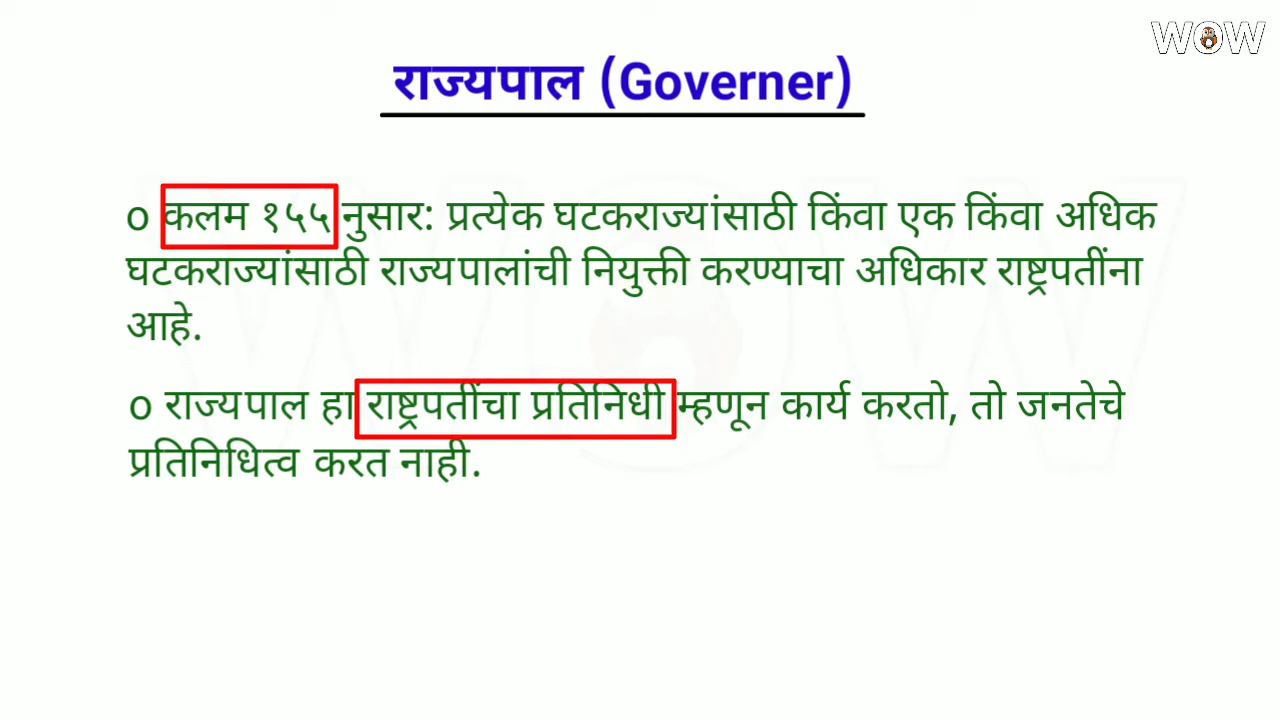 WOW
राज्यपाल (Governer)
o कलम १५५ नुसार: प्रत्येक घटकराज्यांसाठी किंवा एक किंवा अधिक
घटकराज्यांसाठी राज्यपालांची नियुक्ती करण्याचा अधिकार राष्ट्रपतींना
आहे.
o राज्यपाल हा राष्ट्रपतींचा प्रतिनिधी म्हणून कार्य करतो, तो जनतेचे
प्रतिनिधित्व करत नाही.